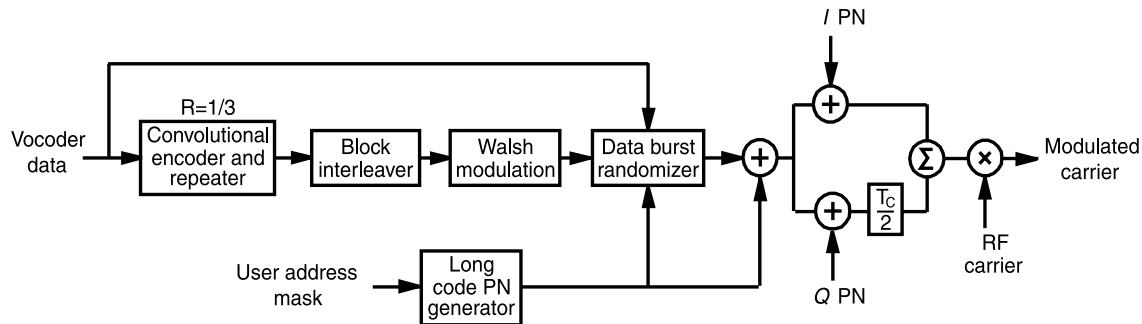 I PN
R=1/3
Vocoder
data
Convolutional
encoder and
repeater
Block
interleaver
Walsh
modulation
Data burst
randomizer
+
+
Σ
×
Modulated
carrier
+
T_C
2
RF
carrier
User address
mask
Long
code PN
generator
Q PN